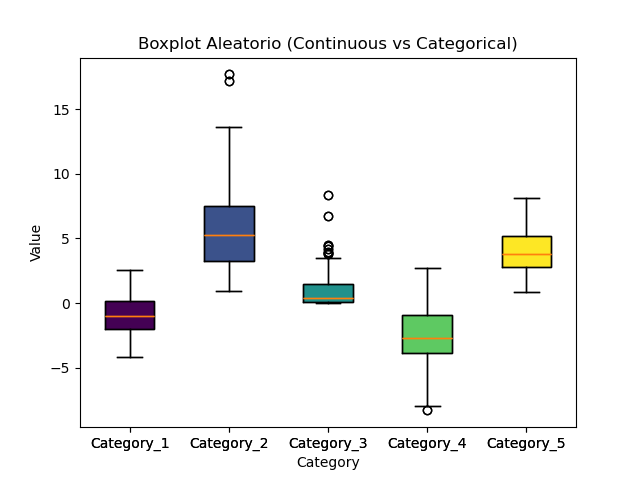 Boxplot Aleatorio (Continuous vs Categorical)
15
10
5
0
−5
Value
Category_1 Category_2 Category_3 Category_4 Category_5
Category